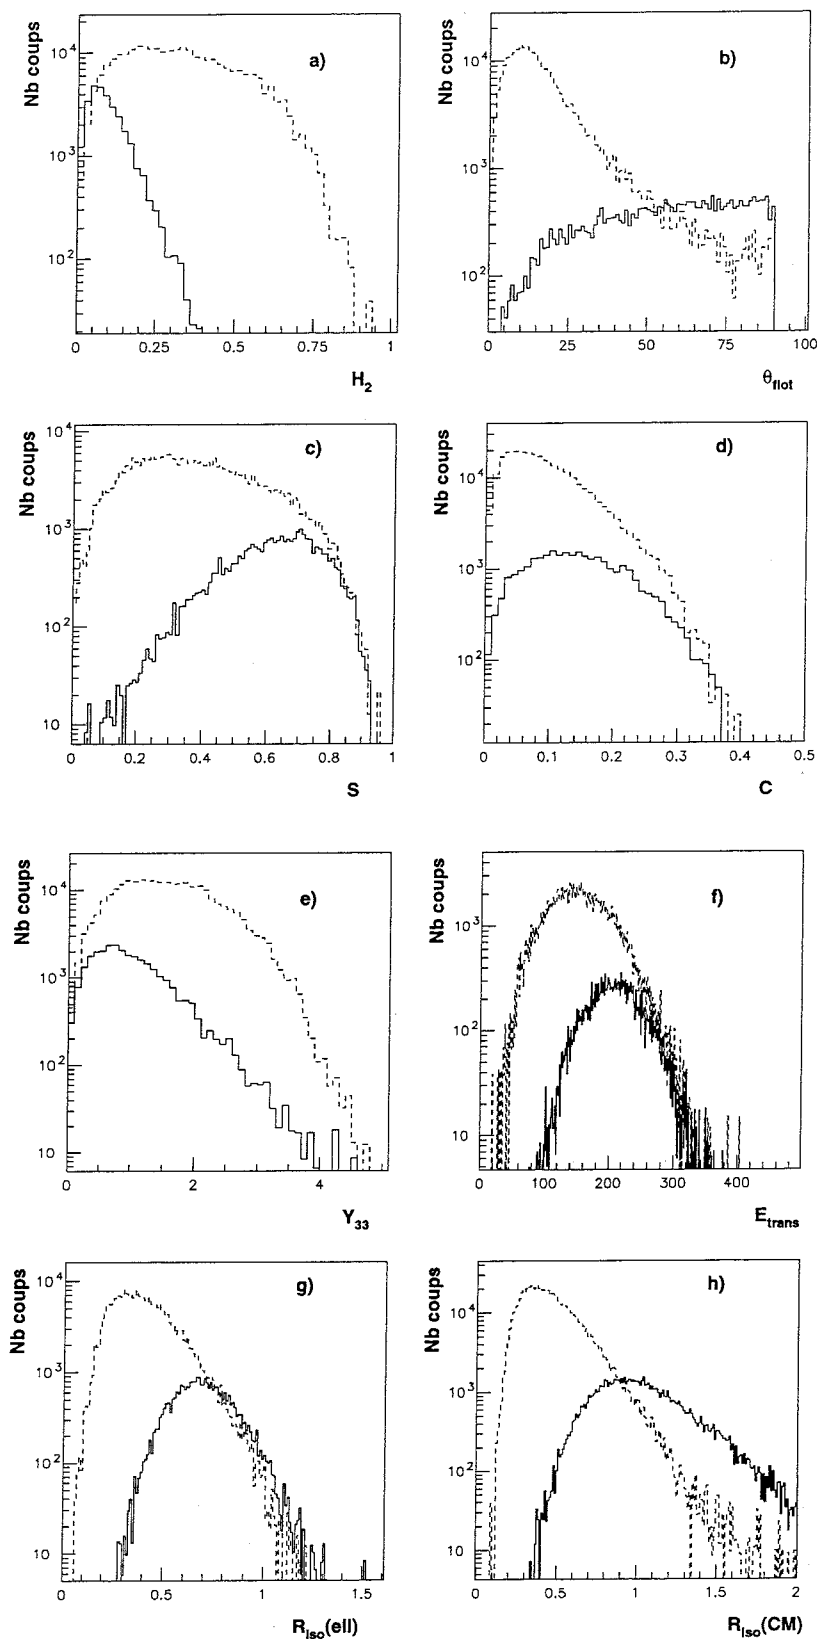 Nb coups
10^4
10^3
10^2
a)
0
0.25
0.5
0.75
1
H_2
Nb coups
10^4
10^3
10^2
b)
0
25
50
75
100
θ_flot
Nb coups
10^4
10^3
10^2
10
c)
0
0.2
0.4
0.6
0.8
1
S
Nb coups
10^4
10^3
10^2
d)
0
0.1
0.2
0.3
0.4
0.5
C
Nb coups
10^4
10^3
10^2
10
e)
0
2
4
Y_33
Nb coups
10^3
10^2
10
f)
0
100
200
300
400
E_trans
Nb coups
10^4
10^3
10^2
10
g)
0
0.5
1
1.5
R_iso(ell)
Nb coups
10^4
10^3
10^2
10
h)
0
0.5
1
1.5
2
R_iso(CM)